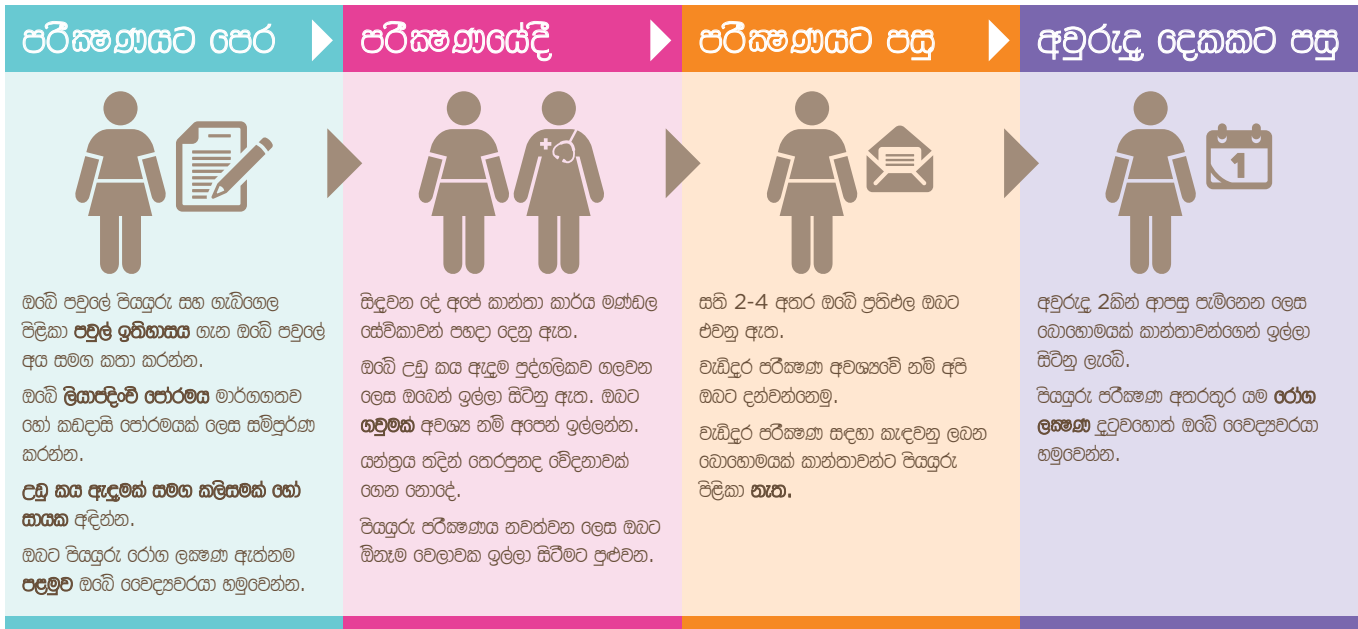 පරීක්ෂණයට පෙර
ඔබේ පවුලේ පියයුරු සහ ගැබ්ගෙල
පිළිකා පවුල් ඉතිහාසය ගැන ඔබේ පවුලේ
අය සමග කතා කරන්න.
ඔබේ ලියාපදිංචි පෝරමය මාර්ගගතව
හෝ කඩදාසි පෝරමයක් ලෙස සම්පූර්ණ
කරන්න.
උඩු කය ඇඳුමක් සමග කලිසමක් හෝ
සායක අඳින්න.
ඔබට පියයුරු රෝග ලක්ෂණ ඇත්නම්
පළමුව ඔබේ වෛද්‍යවරයා හමුවෙන්න.
පරීක්ෂණයේදී
සිඳුවන දේ අපේ කාන්තා කාර්ය මණ්ඩල
සේවිකාවන් පහදා දෙනු ඇත.
ඔබේ උඩු කය ඇඳුම පුද්ගලිකව ගලවන
ලෙස ඔබෙන් ඉල්ලා සිටිනු ඇත. ඔබට
ගවුමක් අවශ්‍ය නම් අපෙන් ඉල්ලන්න.
යන්ත්‍රය තදින් තෙරපුනද වේදනාවක්
ගෙන නොදේ.
පියයුරු පරීක්ෂණය නවත්වන ලෙස ඔබට
ඕනෑම වෙලාවක ඉල්ලා සිටීමට පුළුවන.
පරීක්ෂණයට පසු
සති 2-4 අතර ඔබේ ප්‍රතිඵල ඔබට
එවනු ඇත.
වැඩිදුර පරීක්ෂණ අවශ්‍යවේ නම් අපි
ඔබට දන්වන්නෙමු.
වැඩිදුර පරීක්ෂණ සඳහා කැඳවනු ලබන
බොහොමයක් කාන්තාවන්ට පියයුරු
පිළිකා නැත.
අවුරුදු දෙකකට පසු
1
අවුරුදු 2කින් ආපසු පැමිනෙන ලෙස
බොහොමයක් කාන්තාවන්ගෙන් ඉල්ලා
සිටිනු ලැබේ.
පියයුරු පරීක්ෂණ අතරතුර යම් රෝග
ලක්ෂණ දුටුවහොත් ඔබේ වෛද්‍යවරයා
හමුවෙන්න.